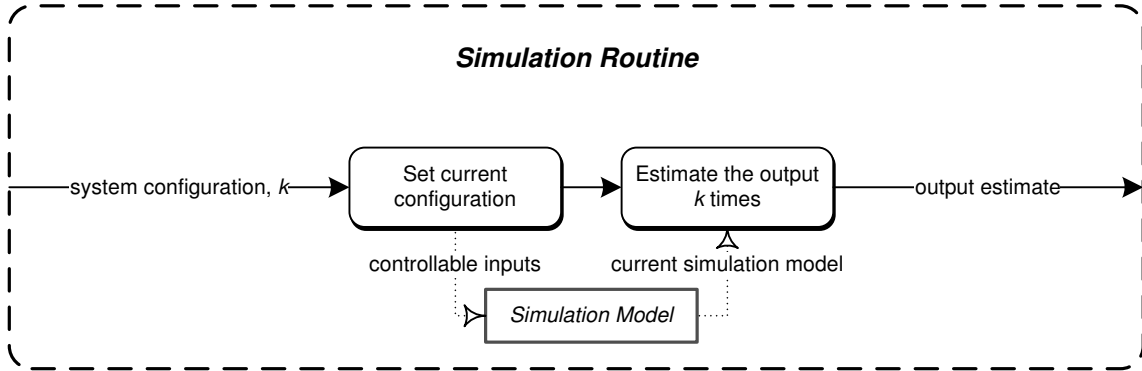 Simulation Routine
system configuration, k
Set current
configuration
Estimate the output
k times
output estimate
controllable inputs
current simulation model
Simulation Model